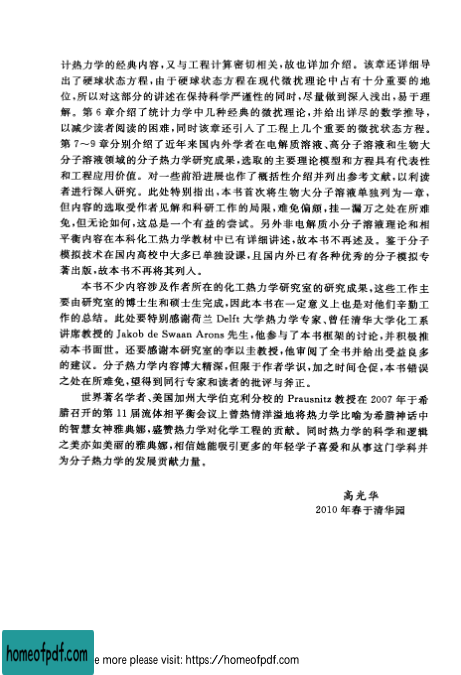 计热力学的经典内容,又与工程计算密切相关,故也详加介绍。该章还详细导
出了硬球状态方程,由于硬球状态方程在现代微扰理论中占有十分重要的地
位,所以对这部分的讲述在保持科学严谨性的同时,尽量做到深入浅出,易于理
解。第 6 章介绍了统计力学中几种经典的微扰理论,并给出详尽的数学推导,
以减少读者阅读的困难,同时该章还引入了工程上几个重要的微扰状态方程。
第 7～9 章分别介绍了近年来国内外学者在电解质溶液、高分子溶液和生物大
分子溶液领域的分子热力学研究成果,选取的主要理论模型和方程具有代表性
和工程应用价值。对一些前沿进展也作了概括性介绍并列出参考文献,以利读
者进行深入研究。此处特别指出,本书首次将生物大分子溶液单独列为一章,
但内容的选取受作者见解和科研工作的局限,难免偏颇,挂一漏万之处在所难
免,但无论如何,这总是一个有益的尝试。另外非电解质小分子溶液理论和相
平衡内容在本科化工热力学教材中已有详细讲述,故本书不再述及。鉴于分子
模拟技术在国内高校中大多已单独设课,且国内外已有各种优秀的分子模拟专
著出版,故本书不再将其列入。
本书不少内容涉及作者所在的化工热力学研究室的研究成果,这些工作主
要由研究室的博士生和硕士生完成,因此本书在一定意义上也是对他们辛勤工
作的总结。此处要特别感谢荷兰 Delft 大学热力学专家、曾任清华大学化工系
讲席教授的 Jakob de Swaan Arons 先生,他参与了本书框架的讨论,并积极推
动本书面世。还要感谢本研究室的李以圭教授,他审阅了全书并给出受益良多
的建议。分子热力学内容博大精深,但限于作者学识,加之时间仓促,本书错误
之处在所难免,望得到同行专家和读者的批评与斧正。
世界著名学者、美国加州大学伯克利分校的 Prausnitz 教授在 2007 年于希
腊召开的第 11 届流体相平衡会议上曾热情洋溢地将热力学比喻为希腊神话中
的智慧女神雅典娜,盛赞热力学对化学工程的贡献。同时热力学的科学和逻辑
之美亦如美丽的雅典娜,相信她能吸引更多的年轻学子喜爱和从事这门学科并
为分子热力学的发展贡献力量。
高光华
2010 年春于清华园
homeofpdf.com
e more please visit: https://homeofpdf.com